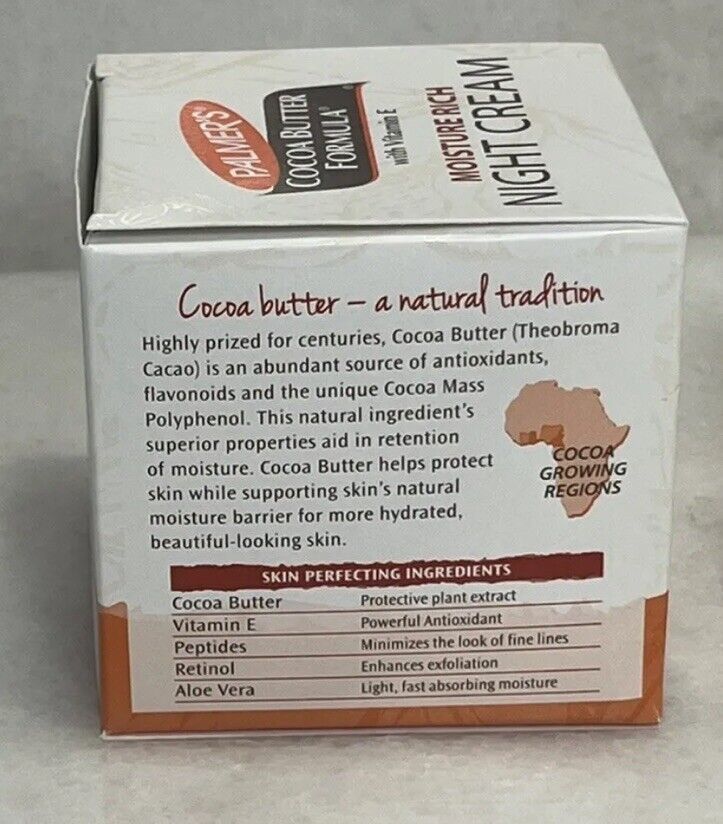 PALMER'S®
COCOA BUTTER
FORMULA®
with Vitamin E
MOISTURE RICH
NIGHT CREAM
Cocoa butter – a natural tradition
Highly prized for centuries, Cocoa Butter (Theobroma
Cacao) is an abundant source of antioxidants,
flavonoids and the unique Cocoa Mass
Polyphenol. This natural ingredient's
superior properties aid in retention
of moisture. Cocoa Butter helps protect
skin while supporting skin's natural
moisture barrier for more hydrated,
beautiful-looking skin.
COCOA
GROWING
REGIONS
SKIN PERFECTING INGREDIENTS
Cocoa Butter Protective plant extract
Vitamin E Powerful Antioxidant
Peptides Minimizes the look of fine lines
Retinol Enhances exfoliation
Aloe Vera Light, fast absorbing moisture